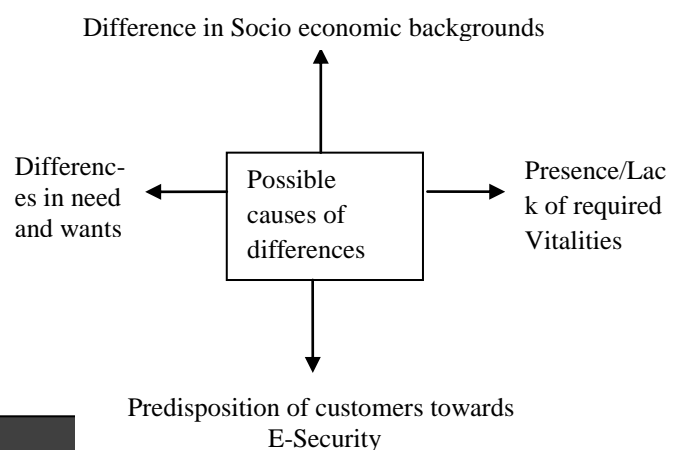 Difference in Socio economic backgrounds
Differenc-
es in need
and wants
Possible
causes of
differences
Presence/Lac
k of required
Vitalities
Predisposition of customers towards
E-Security